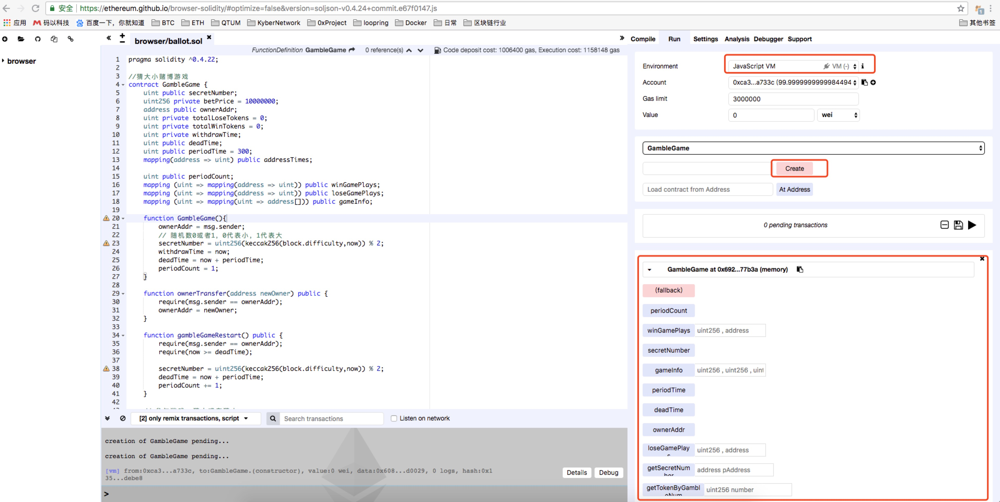 安全 https://ethereum.github.io/browser-solidity/#optimize=false&version=soljson-v0.4.24+commit.e67f0147.js
应用 码以科技 百度一下，你就知道 BTC ETH QTUM KyberNetwork 0xProject loopring Docker 日常 区块链行业 其他书签
browser
browser/ballot.sol
FunctionDefinition GambleGame 0 reference(s) Code deposit cost: 1006400 gas, Execution cost: 1158148 gas
1 pragma solidity ^0.4.22;
2
3 //猜大小赌博游戏
4 contract GambleGame {
5 uint public secretNumber;
6 uint256 private betPrice = 10000000;
7 address public ownerAddr;
8 uint private totalLoseTokens = 0;
9 uint private totalWinTokens = 0;
10 uint private withdrawTime;
11 uint public deadTime;
12 uint public periodTime = 300;
13 mapping(address => uint) public addressTimes;
14
15 uint public periodCount;
16 mapping (uint => mapping(address => uint)) public winGamePlays;
17 mapping (uint => mapping(address => uint)) public loseGamePlays;
18 mapping (uint => mapping(uint => address[])) public gameInfo;
19
20 function GambleGame(){
21 ownerAddr = msg.sender;
22 // 随机数0或者1, 0代表小, 1代表大
23 secretNumber = uint256(keccak256(block.difficulty,now)) % 2;
24 withdrawTime = now;
25 deadTime = now + periodTime;
26 periodCount = 1;
27 }
28
29 function ownerTransfer(address newOwner) public {
30 require(msg.sender == ownerAddr);
31 ownerAddr = newOwner;
32 }
33
34 function gambleGameRestart() public {
35 require(msg.sender == ownerAddr);
36 require(now >= deadTime);
37
38 secretNumber = uint256(keccak256(block.difficulty,now)) % 2;
39 deadTime = now + periodTime;
40 periodCount += 1;
41 }
42
[2] only remix transactions, script Search transactions Listen on network
creation of GambleGame pending...
creation of GambleGame pending...
[vm] from:0xca3...a733c, to:GambleGame.(constructor), value:0 wei, data:0x608...d0029, 0 logs, hash:0x1
35...debe8
Details Debug
>
Compile Run Settings Analysis Debugger Support
Environment JavaScript VM VM (-) i
Account 0xca3...a733c (99.9999999999984494
Gas limit 3000000
Value 0 wei
GambleGame
Create
Load contract from Address At Address
0 pending transactions
GambleGame at 0x692...77b3a (memory)
(fallback)
periodCount
winGamePlays uint256 , address
secretNumber
gameInfo uint256 , uint256 , uint
periodTime
deadTime
ownerAddr
loseGamePlay
s uint256 , address
getSecretNum
ber address pAddress
getTokenByGambl
eNum uint256 number